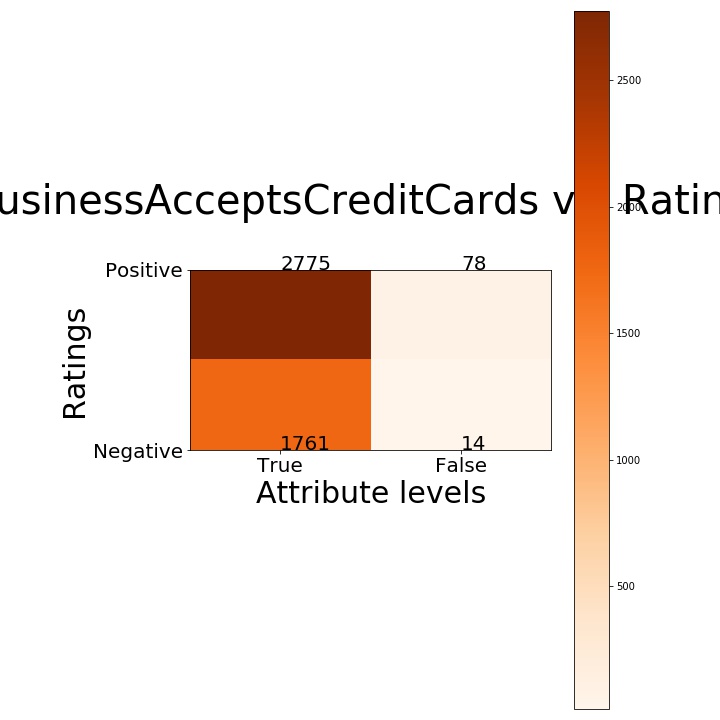 usinessAcceptsCreditCards v Ratin
2500
2000
1500
1000
500
2775 78
Positive
Ratings
1761 14
Negative
True False
Attribute levels